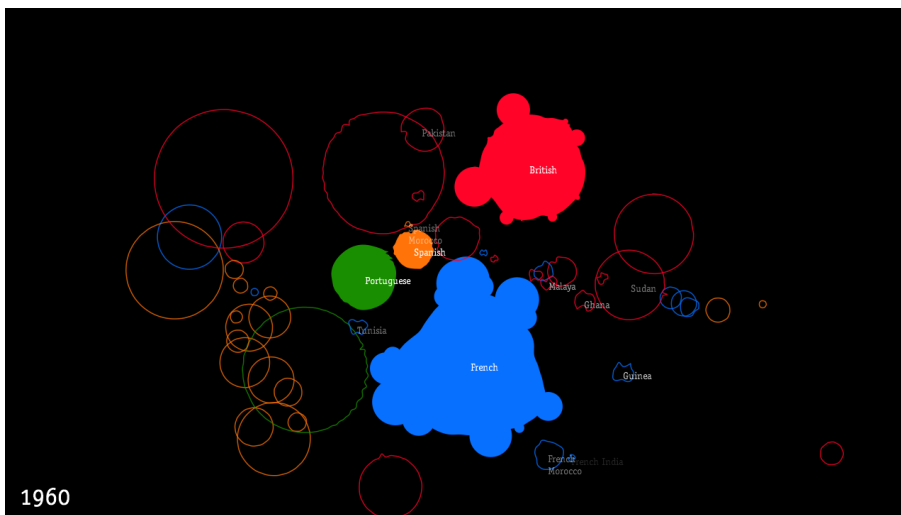 Pakistan
British
Spanish
Morocco
Spanish
Portuguese
Malaya
Sudan
Ghana
Tunisia
French
Guinea
French
Morocco
French India
1960